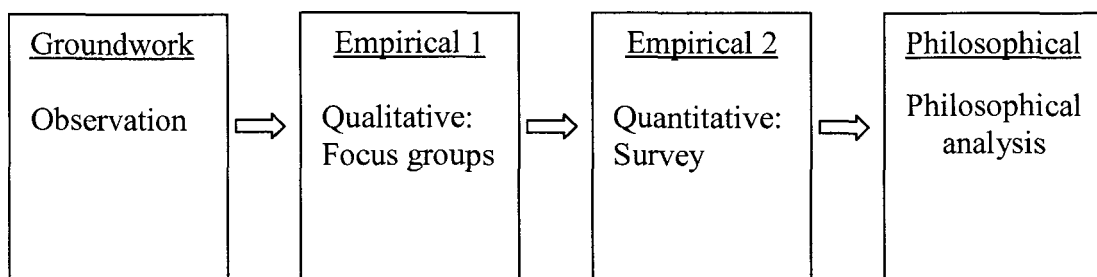 Groundwork
Observation
Empirical 1
Qualitative:
Focus groups
Empirical 2
Quantitative:
Survey
Philosophical
Philosophical
analysis